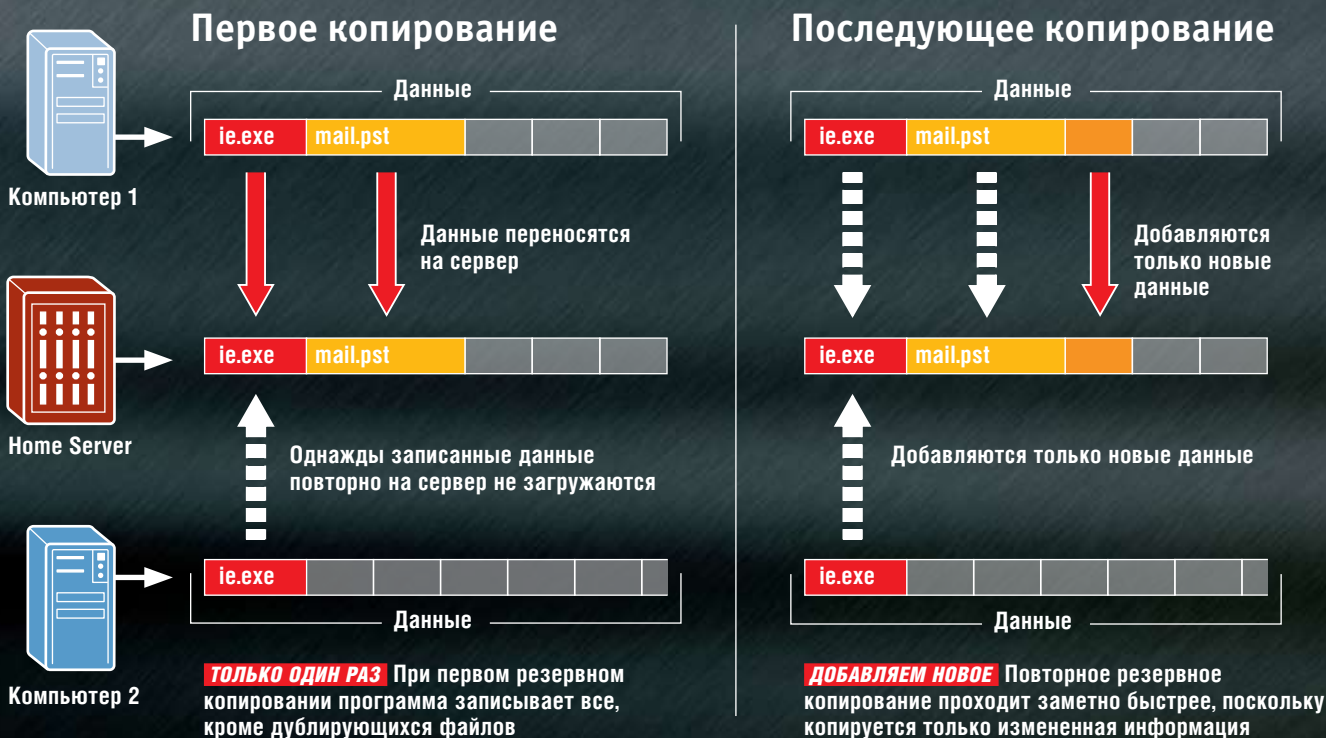 Первое копирование
Данные
ie.exe mail.pst
Компьютер 1
Данные переносятся
на сервер
ie.exe mail.pst
Home Server
Однажды записанные данные
повторно на сервер не загружаются
ie.exe
Данные
Компьютер 2
ТОЛЬКО ОДИН РАЗ При первом резервном
копировании программа записывает все,
кроме дублирующихся файлов
Последующее копирование
Данные
ie.exe mail.pst
Добавляются
только новые
данные
ie.exe mail.pst
Добавляются только новые данные
ie.exe
Данные
ДОБАВЛЯЕМ НОВОЕ Повторное резервное
копирование проходит заметно быстрее, поскольку
копируется только измененная информация